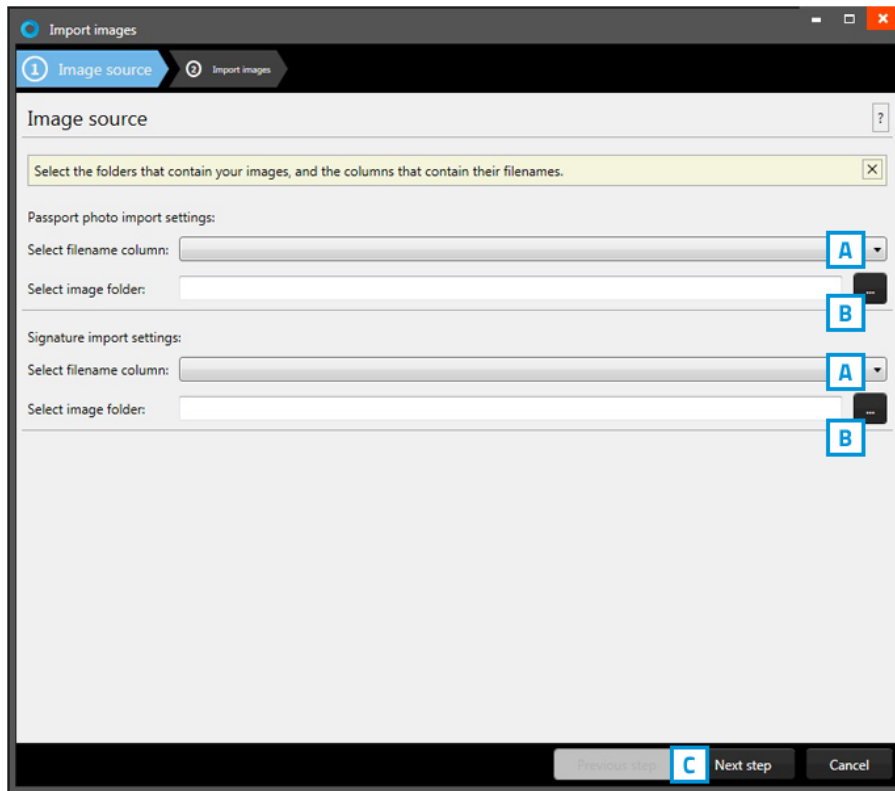 Import images
1 Image source 2 Import images
Image source ?
Select the folders that contain your images, and the columns that contain their filenames.
Passport photo import settings:
Select filename column: A
Select image folder: ...
B
Signature import settings:
Select filename column: A
Select image folder: ...
B
Previous step C Next step Cancel